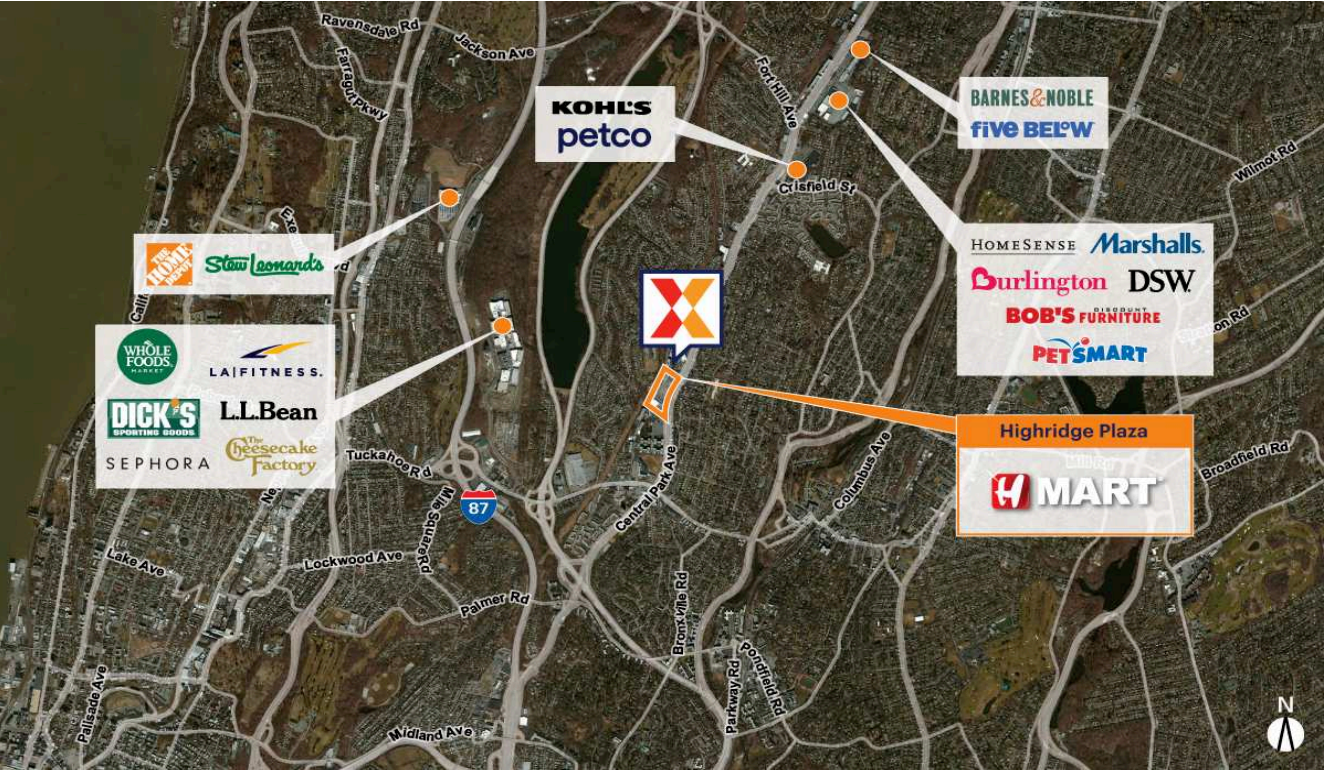 Ravensdale Rd
Jackson Ave
Farragut Pkwy
Fort Hill Ave
KOHL'S
petco
BARNES & NOBLE
five BELOW
Wilmot Rd
Crisfield St
THE
HOME
DEPOT
Stew Leonard's
HOMESENSE
Marshalls.
Burlington
DSW
BOB'S DISCOUNT FURNITURE
PETSMART
WHOLE
FOODS
MARKET
LA|FITNESS.
DICK'S
SPORTING GOODS
L.L.Bean
SEPHORA
The
Cheesecake
Factory
Highridge Plaza
H MART
Tuckahoe Rd
Mile Square Rd
87
Central Park Ave
Columbus Ave
Broadfield Rd
Lake Ave
Lockwood Ave
Palmer Rd
Bronxville Rd
Pondfield Rd
Parkway Rd
Palisade Ave
Midland Ave
N